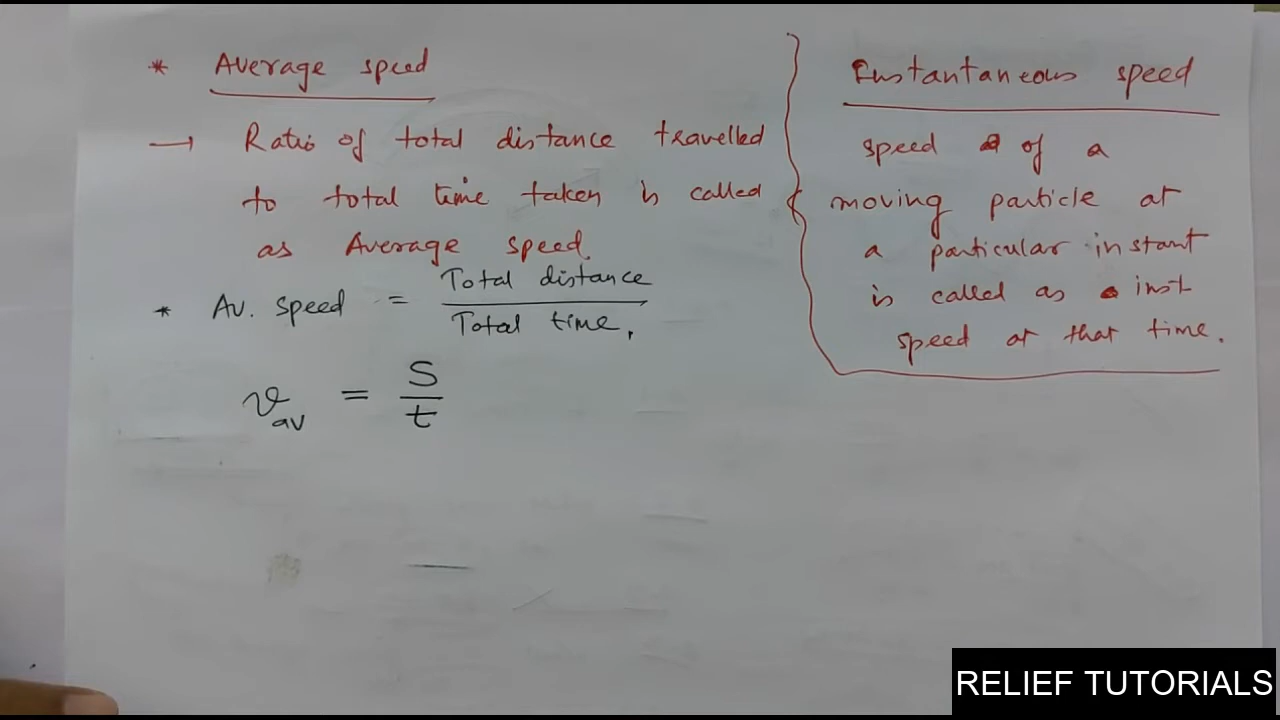 * Average speed
→ Ratio of total distance travelled
to total time taken is called
as Average speed.
* Av. speed = Total distance
Total time.
v av = S
t
Instantaneous speed
speed of a
moving particle at
a particular instant
is called as inst
speed at that time.
RELIEF TUTORIALS